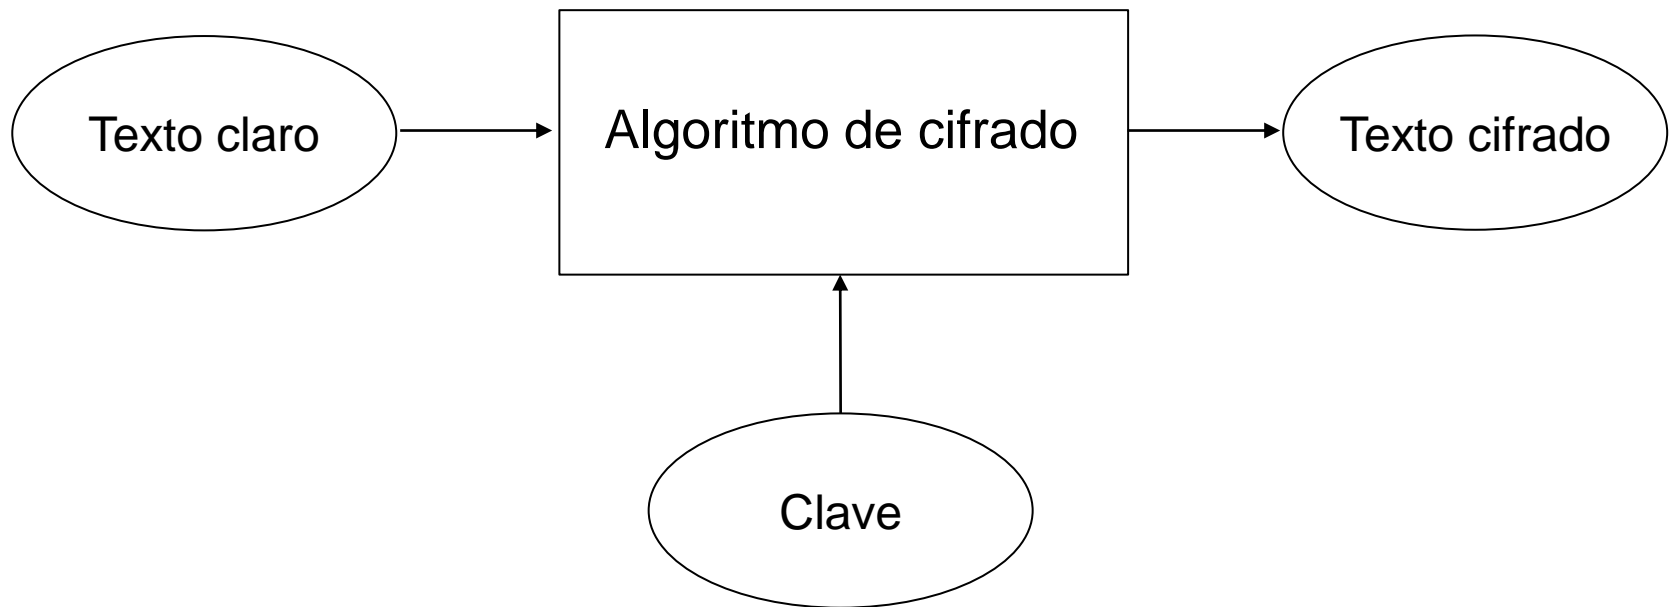 Texto claro
Algoritmo de cifrado
Texto cifrado
Clave